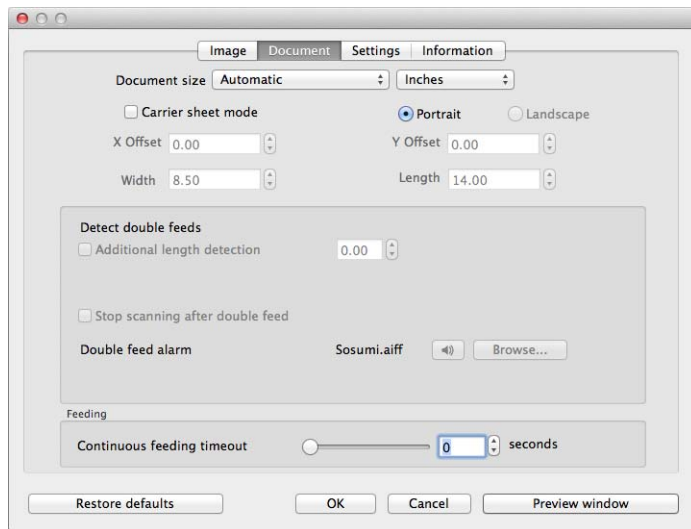 Image Document Settings Information
Document size Automatic Inches
Carrier sheet mode Portrait Landscape
X Offset 0.00 Y Offset 0.00
Width 8.50 Length 14.00
Detect double feeds
Additional length detection 0.00
Stop scanning after double feed
Double feed alarm Sosumi.aiff Browse...
Feeding
Continuous feeding timeout 0 seconds
Restore defaults OK Cancel Preview window